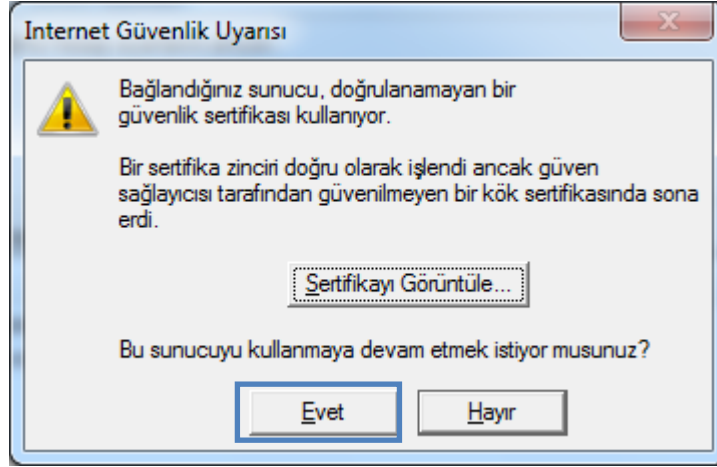 Internet Güvenlik Uyarısı
Bağlandığınız sunucu, doğrulanamayan bir
güvenlik sertifikası kullanıyor.
Bir sertifika zinciri doğru olarak işlendi ancak güven
sağlayıcısı tarafından güvenilmeyen bir kök sertifikasında sona
erdi.
Sertifikayı Görüntüle...
Bu sunucuyu kullanmaya devam etmek istiyor musunuz?
Evet
Hayır